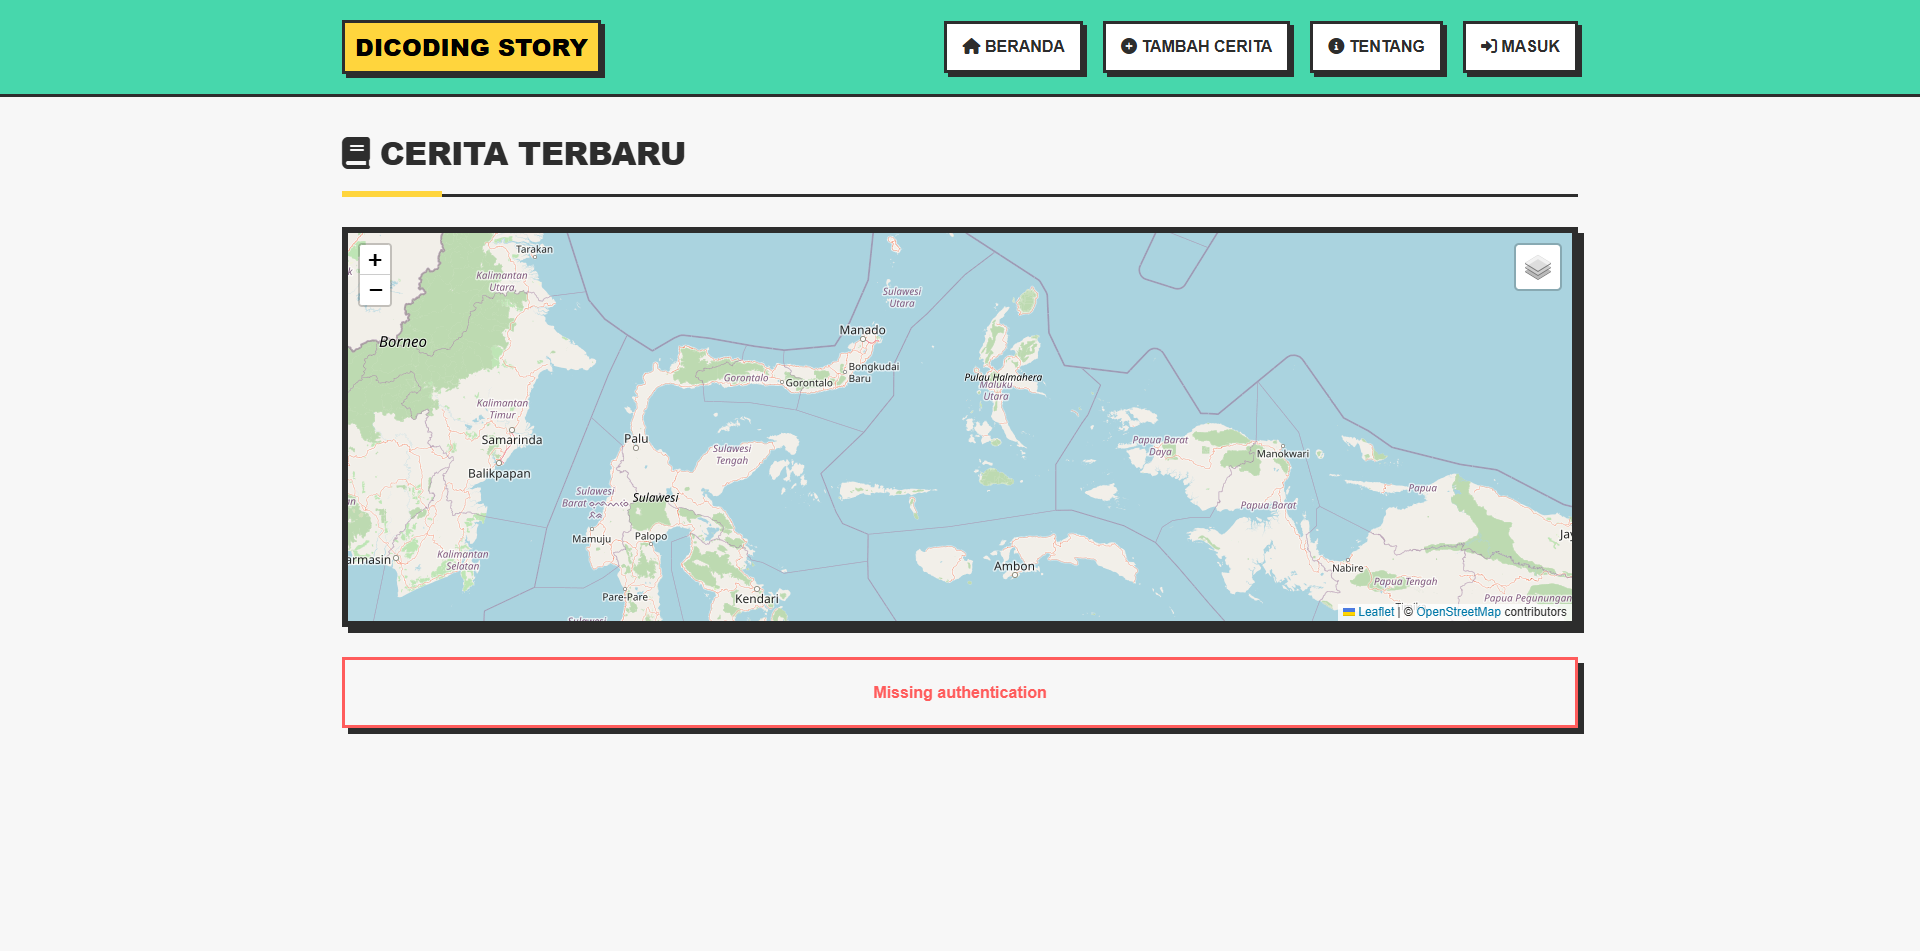 DICODING STORY
BERANDA
TAMBAH CERITA
TENTANG
MASUK
CERITA TERBARU
+
−
Tarakan
Kalimantan
Utara
Borneo
Sulawesi
Utara
Manado
Bongkudai
Baru
Gorontalo
Gorontalo
Pulau Halmahera
Maluku
Utara
Kalimantan
Timur
Samarinda
Balikpapan
Palu
Sulawesi
Tengah
Papua Barat
Daya
Manokwari
Sulawesi
Barat
Sulawesi
Papua
Papua Barat
Mamuju
Palopo
Jay
armasin
Kalimantan
Selatan
Ambon
Nabire
Papua Tengah
Pare-Pare
Kendari
Papua Pegunungan
Leaflet | © OpenStreetMap contributors
Missing authentication